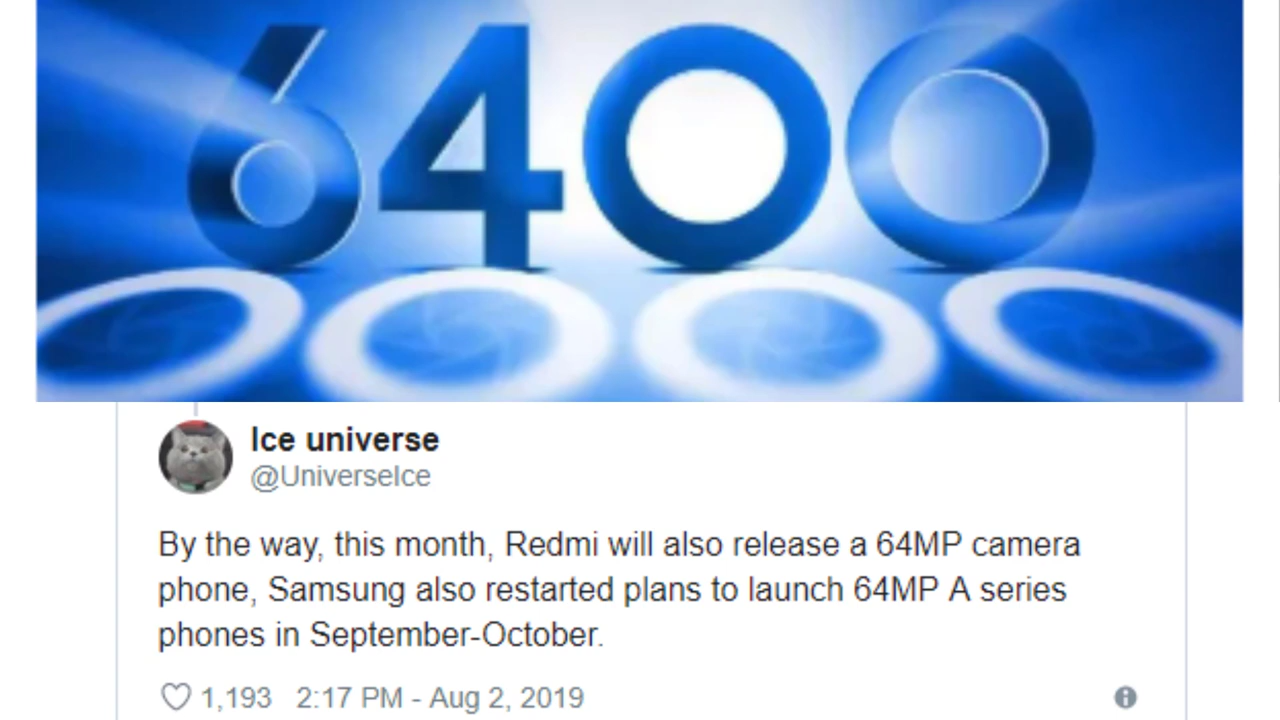 6400
Ice universe
@UniverseIce
By the way, this month, Redmi will also release a 64MP camera
phone, Samsung also restarted plans to launch 64MP A series
phones in September-October.
1,193 2:17 PM - Aug 2, 2019